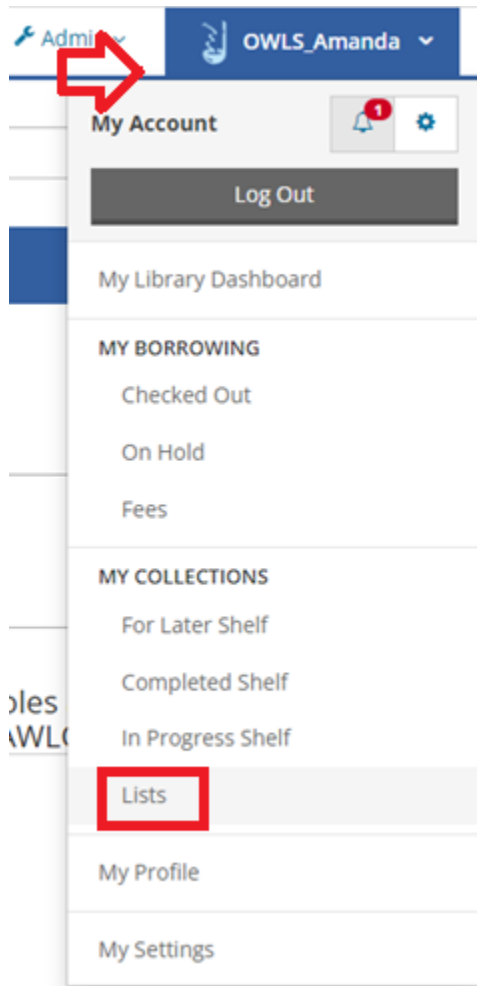 Admin OWLS_Amanda
My Account 1
Log Out
My Library Dashboard
MY BORROWING
Checked Out
On Hold
Fees
MY COLLECTIONS
For Later Shelf
Completed Shelf
In Progress Shelf
Lists
My Profile
My Settings